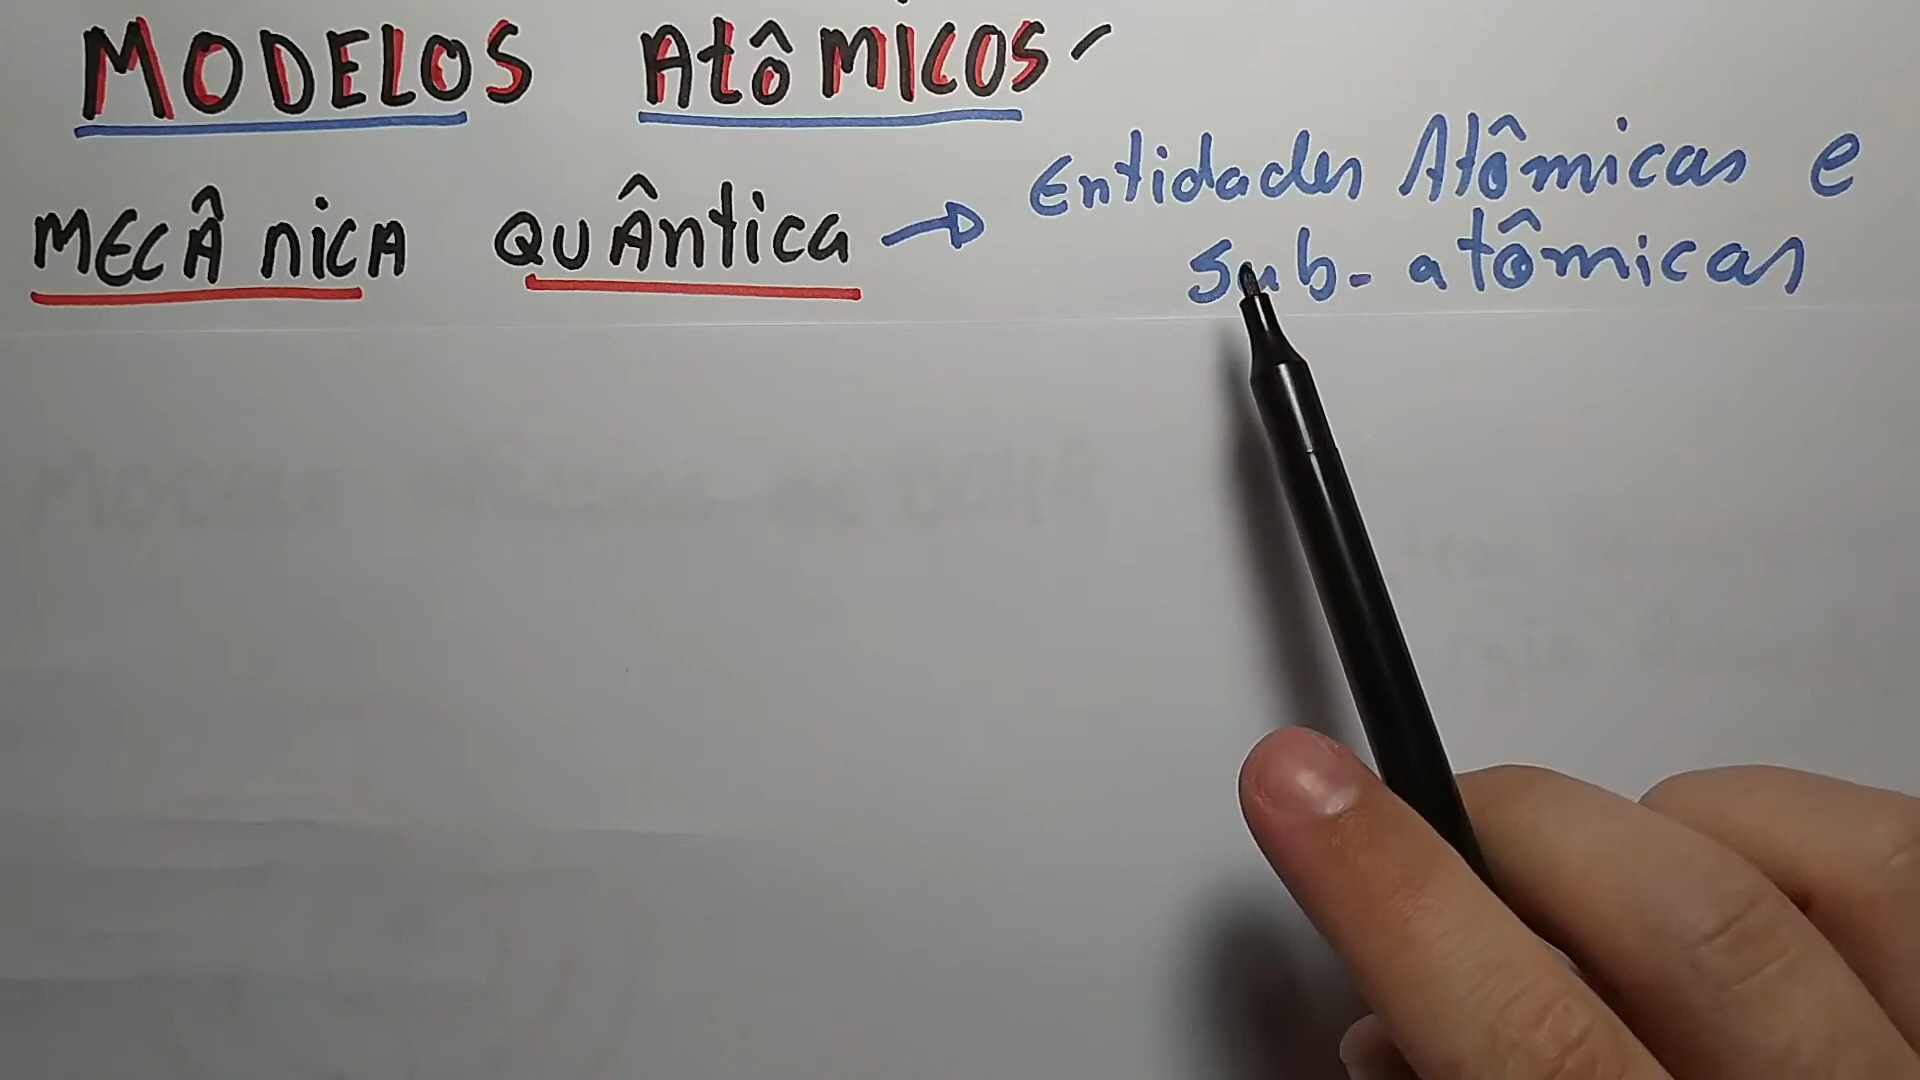 MODELOS ATÔMICOS
MECÂNICA QUÂNTICA → Entidades Atômicas e
sub-atômicas